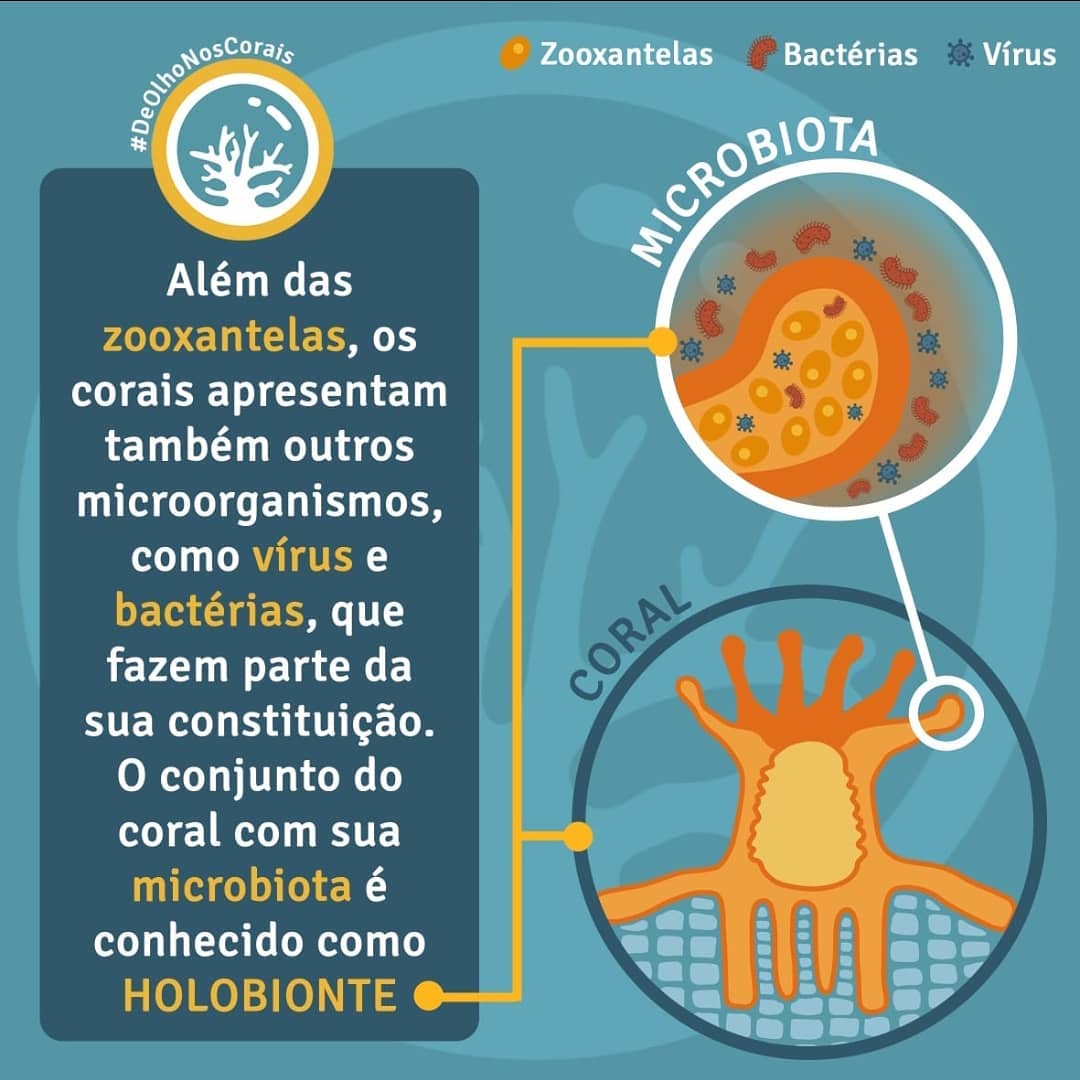 #DeOlhoNosCorais
Zooxantelas Bactérias Vírus
MICROBIOTA
Além das
zooxantelas, os
corais apresentam
também outros
microorganismos,
como vírus e
bactérias, que
fazem parte da
sua constituição.
O conjunto do
coral com sua
microbiota é
conhecido como
HOLOBIONTE
CORAL